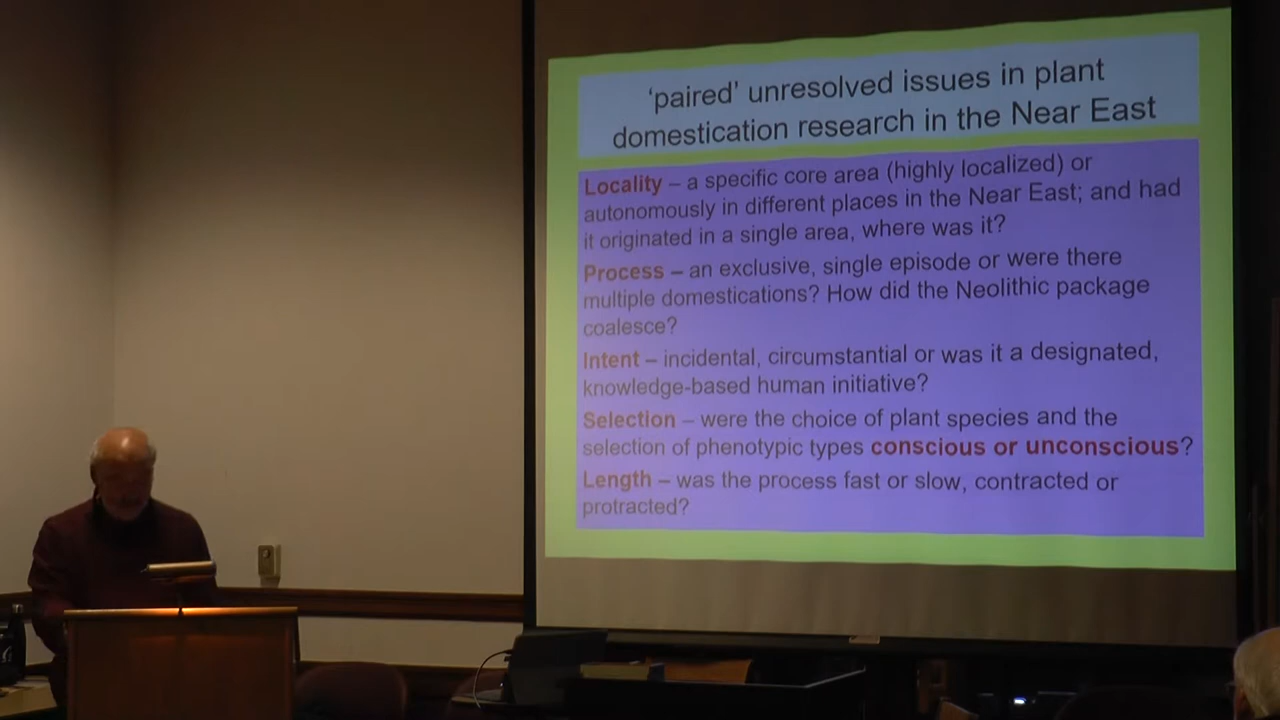 ‘paired’ unresolved issues in plant
domestication research in the Near East
Locality – a specific core area (highly localized) or
autonomously in different places in the Near East; and had
it originated in a single area, where was it?
Process – an exclusive, single episode or were there
multiple domestications? How did the Neolithic package
coalesce?
Intent – incidental, circumstantial or was it a designated,
knowledge-based human initiative?
Selection – were the choice of plant species and the
selection of phenotypic types conscious or unconscious?
Length – was the process fast or slow, contracted or
protracted?